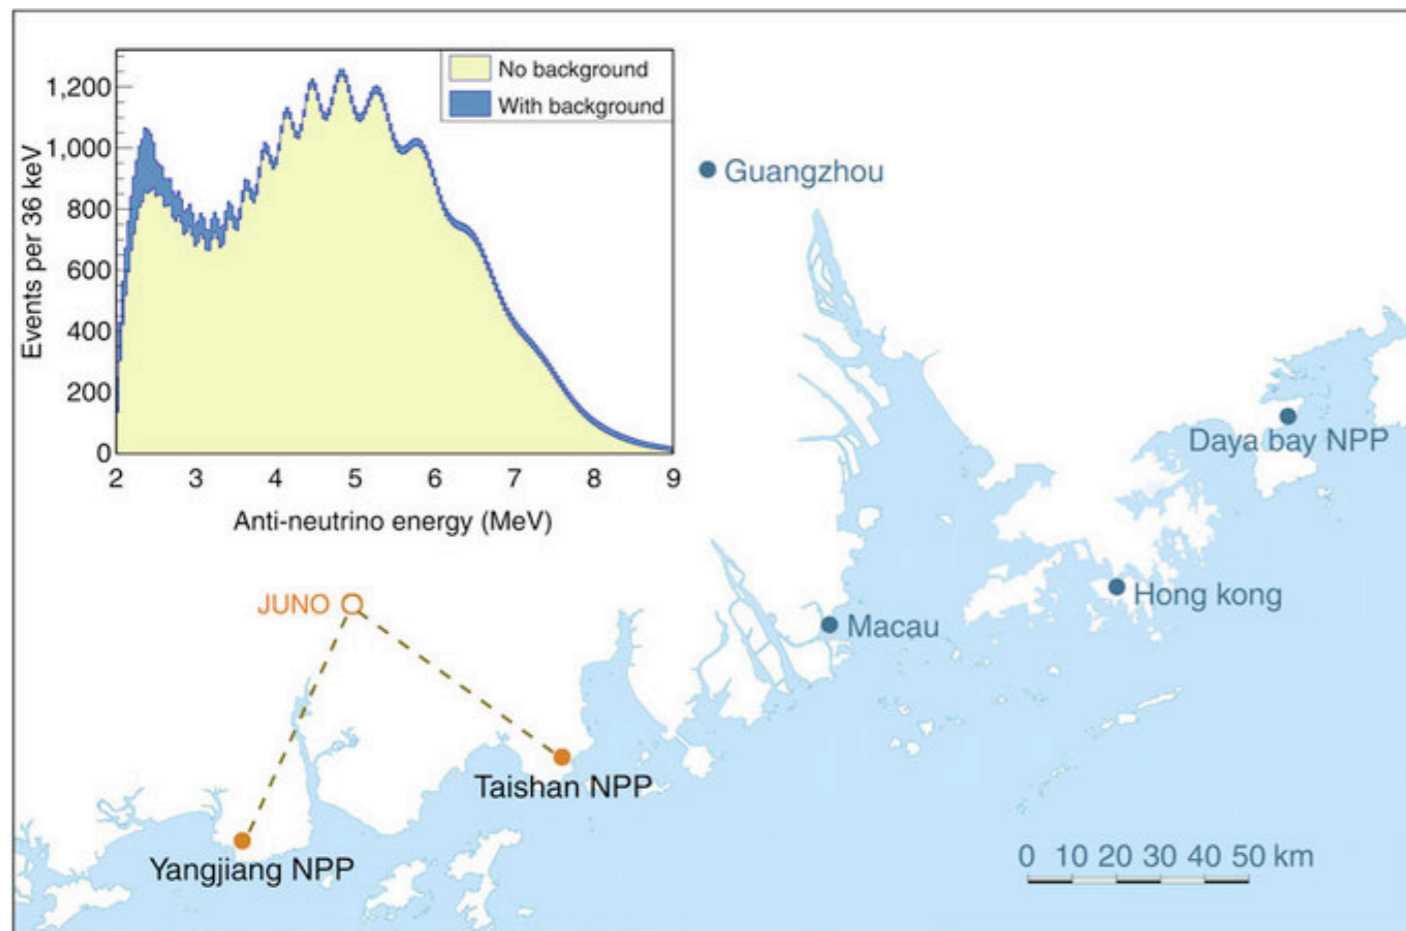 No background
With background
1,200
1,000
800
600
400
200
0
Events per 36 keV
2 3 4 5 6 7 8 9
Anti-neutrino energy (MeV)
Guangzhou
Daya bay NPP
JUNO
Hong kong
Macau
Taishan NPP
Yangjiang NPP
0 10 20 30 40 50 km